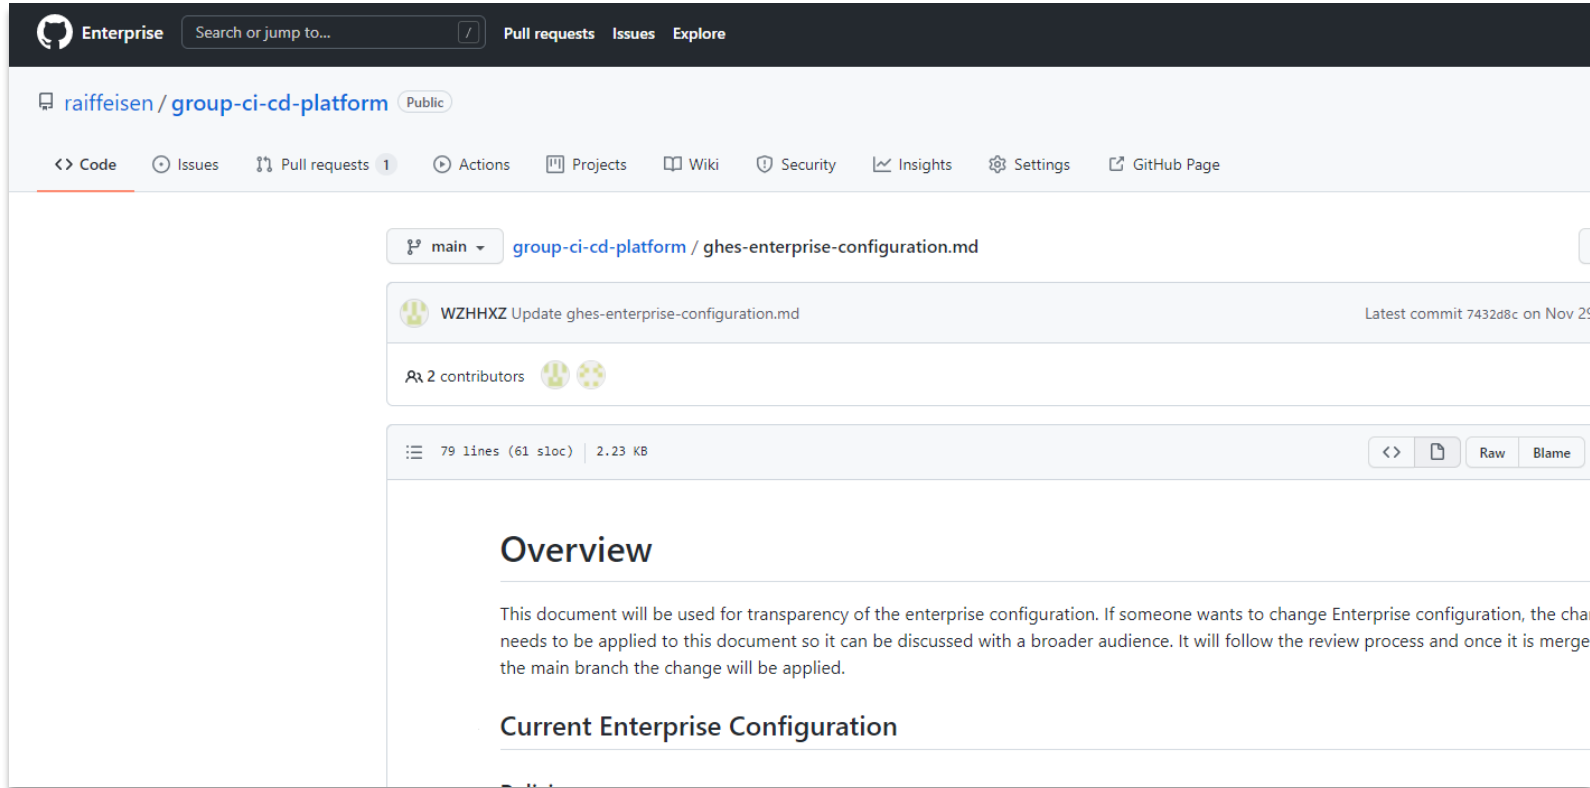 Enterprise Search or jump to... / Pull requests Issues Explore
raiffeisen / group-ci-cd-platform Public
Code Issues Pull requests 1 Actions Projects Wiki Security Insights Settings GitHub Page
main group-ci-cd-platform / ghes-enterprise-configuration.md
WZHHXZ Update ghes-enterprise-configuration.md Latest commit 7432d8c on Nov 29
2 contributors
79 lines (61 sloc) 2.23 KB Raw Blame
Overview
This document will be used for transparency of the enterprise configuration. If someone wants to change Enterprise configuration, the
needs to be applied to this document so it can be discussed with a broader audience. It will follow the review process and once it is
the main branch the change will be applied.
Current Enterprise Configuration